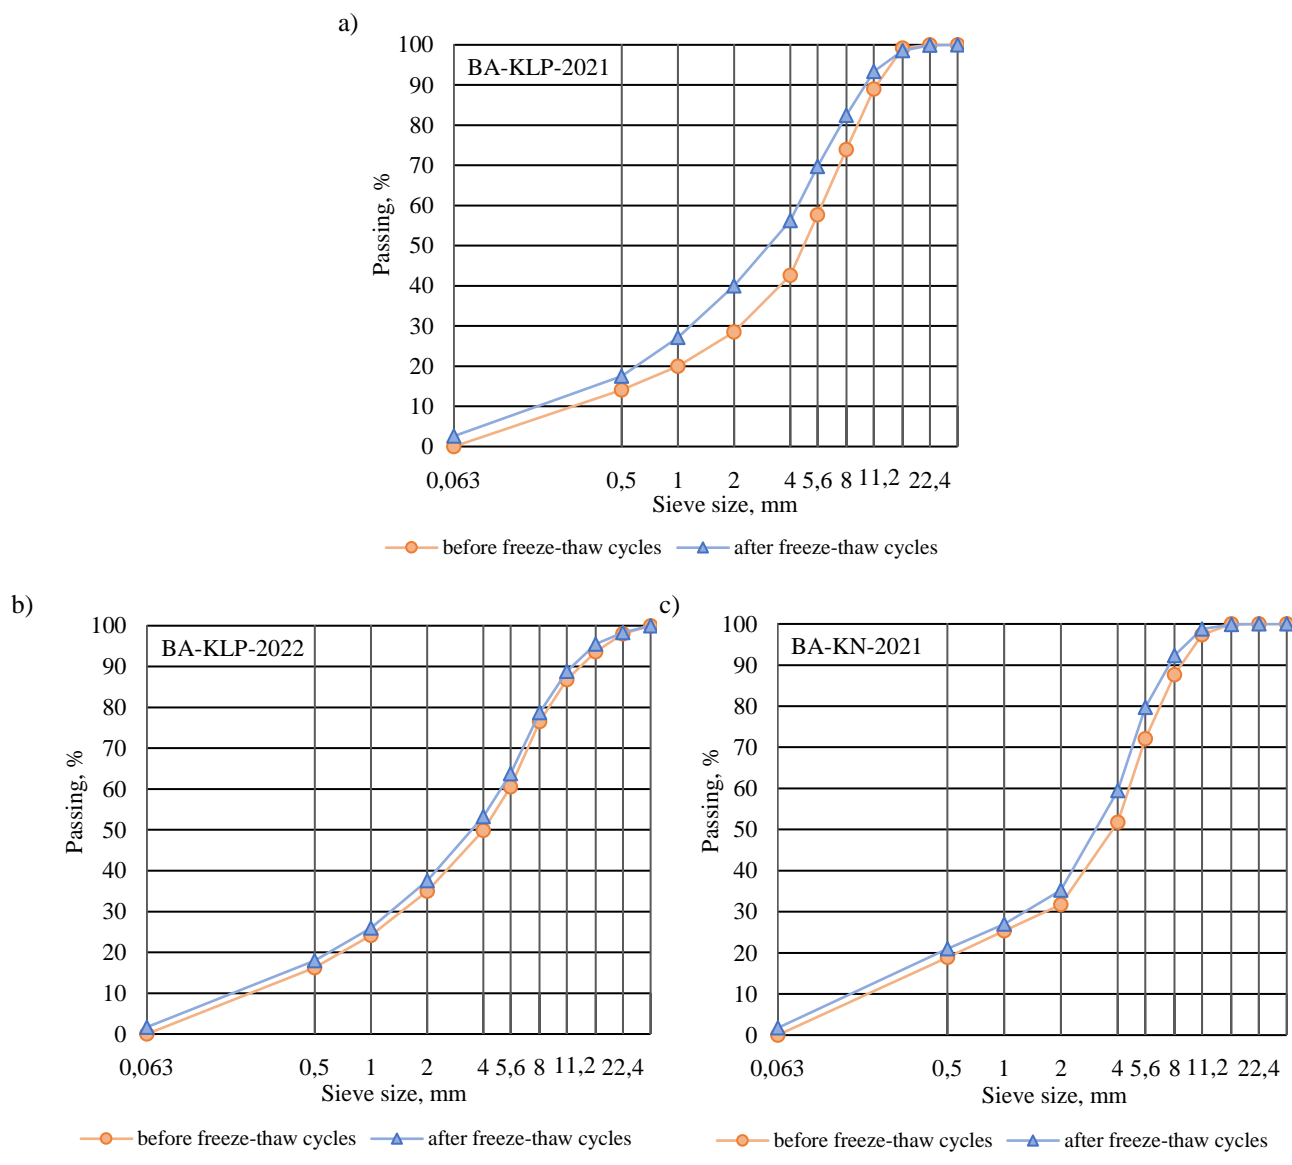 a)
BA-KLP-2021
100
90
80
70
60
50
40
30
20
10
0
Passing, %
0,063 0,5 1 2 4 5,6 8 11,2 22,4
Sieve size, mm
before freeze-thaw cycles after freeze-thaw cycles
b)
BA-KLP-2022
100
90
80
70
60
50
40
30
20
10
0
Passing, %
0,063 0,5 1 2 4 5,6 8 11,2 22,4
Sieve size, mm
before freeze-thaw cycles after freeze-thaw cycles
c)
BA-KN-2021
100
90
80
70
60
50
40
30
20
10
0
Passing, %
0,063 0,5 1 2 4 5,6 8 11,2 22,4
Sieve size, mm
before freeze-thaw cycles after freeze-thaw cycles